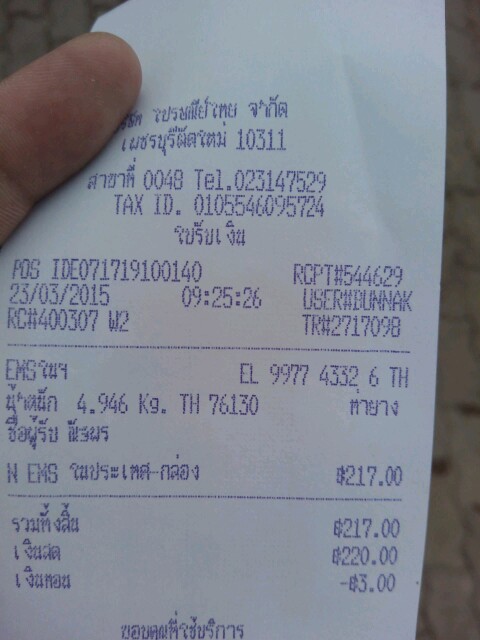 ไปรษณีย์ไทย จำกัด
เพชรบุรีตัดใหม่ 10311
สาขาที่ 0048 Tel.023147529
TAX ID. 0105546095724
ใบรับเงิน
POS IDE071719100140 RCPT#544629
23/03/2015 09:25:26 USER#BUNNAK
RC#400307 W2 TR#2717098
EMSในฯ EL 9977 4332 6 TH
น้ำหนัก 4.946 Kg. TH 76130 ท่ายาง
ชื่อผู้รับ
N EMS ในประเทศ-กล่อง ฿217.00
รวมทั้งสิ้น ฿217.00
เงินสด ฿220.00
เงินทอน -฿3.00
ขอบคุณที่ใช้บริการ